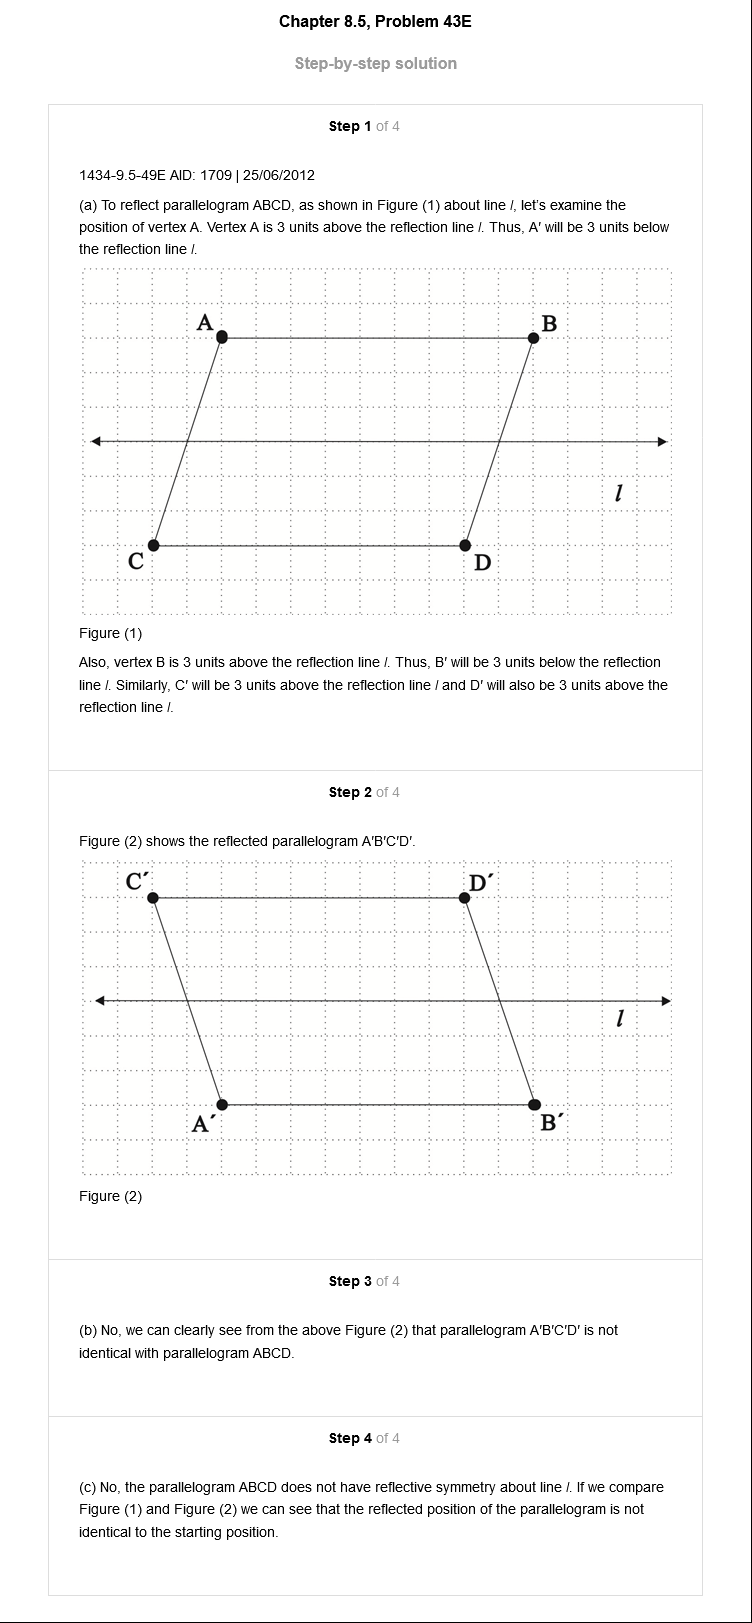 Chapter 8.5, Problem 43E
Step-by-step solution
Step 1 of 4
1434-9.5-49E AID: 1709 | 25/06/2012
(a) To reflect parallelogram ABCD, as shown in Figure (1) about line l, let's examine the
position of vertex A. Vertex A is 3 units above the reflection line l. Thus, A′ will be 3 units below
the reflection line l.
A
B
l
C
D
Figure (1)
Also, vertex B is 3 units above the reflection line l. Thus, B′ will be 3 units below the reflection
line l. Similarly, C′ will be 3 units above the reflection line l and D′ will also be 3 units above the
reflection line l.
Step 2 of 4
Figure (2) shows the reflected parallelogram A′B′C′D′.
C´
D´
l
A´
B´
Figure (2)
Step 3 of 4
(b) No, we can clearly see from the above Figure (2) that parallelogram A′B′C′D′ is not
identical with parallelogram ABCD.
Step 4 of 4
(c) No, the parallelogram ABCD does not have reflective symmetry about line l. If we compare
Figure (1) and Figure (2) we can see that the reflected position of the parallelogram is not
identical to the starting position.